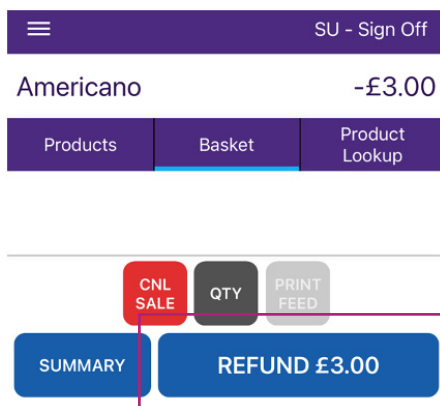 SU - Sign Off
Americano -£3.00
Products Basket Product
Lookup
CNL
SALE
QTY
PRINT
FEED
SUMMARY REFUND £3.00